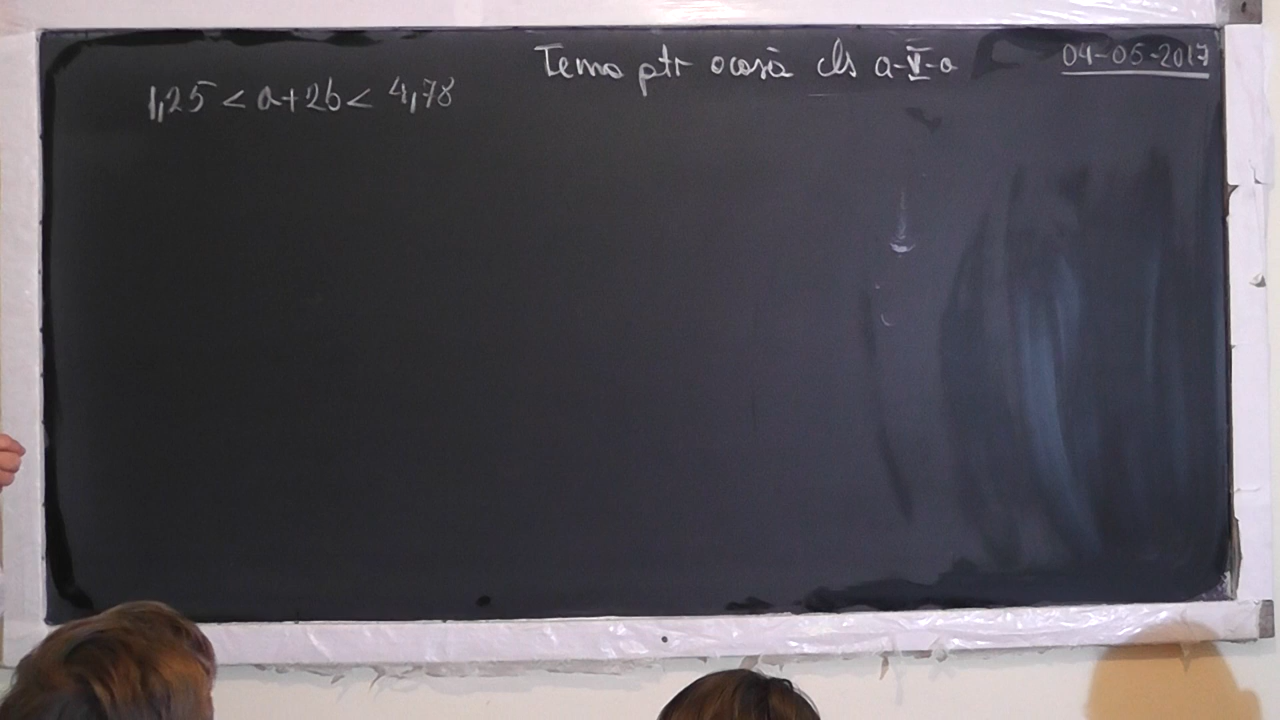 Tema ptr acasă cls a-V-a
04-05-2017
1,25 < a+2b < 4,78